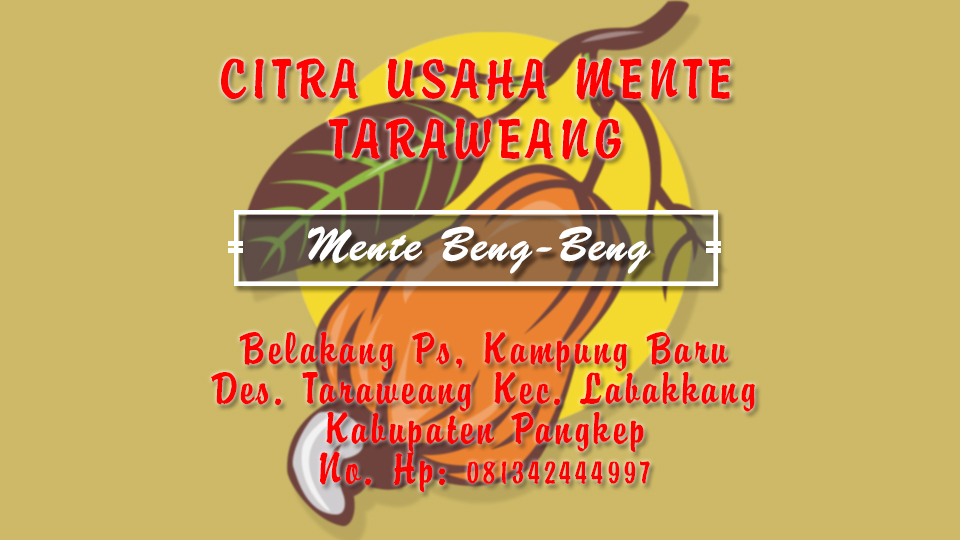 CITRA USAHA MENTE
TARAWEANG
Mente Beng-Beng
Belakang Ps, Kampung Baru
Des. Taraweang Kec. Labakkang
Kabupaten Pangkep
No. Hp: 081342444997